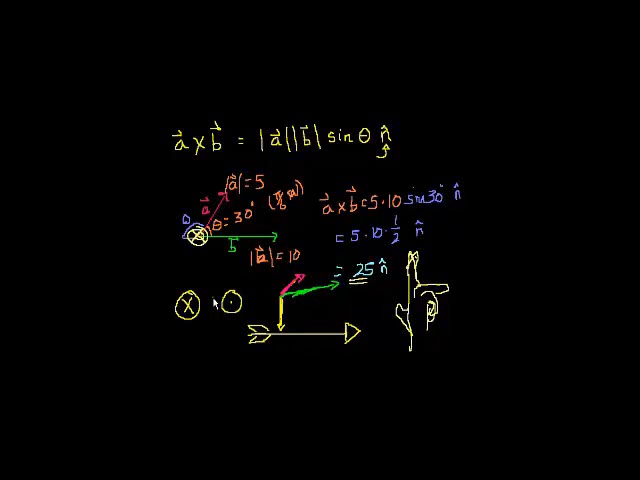 a⃗ × b⃗ = |a⃗||b⃗| sin θ n̂
|a⃗| = 5
a⃗
θ
θ = 30°
b⃗
|b⃗| = 10
a⃗ × b⃗ = 5·10 sin 30° n̂
= 5·10·1/2 n̂
= 25 n̂